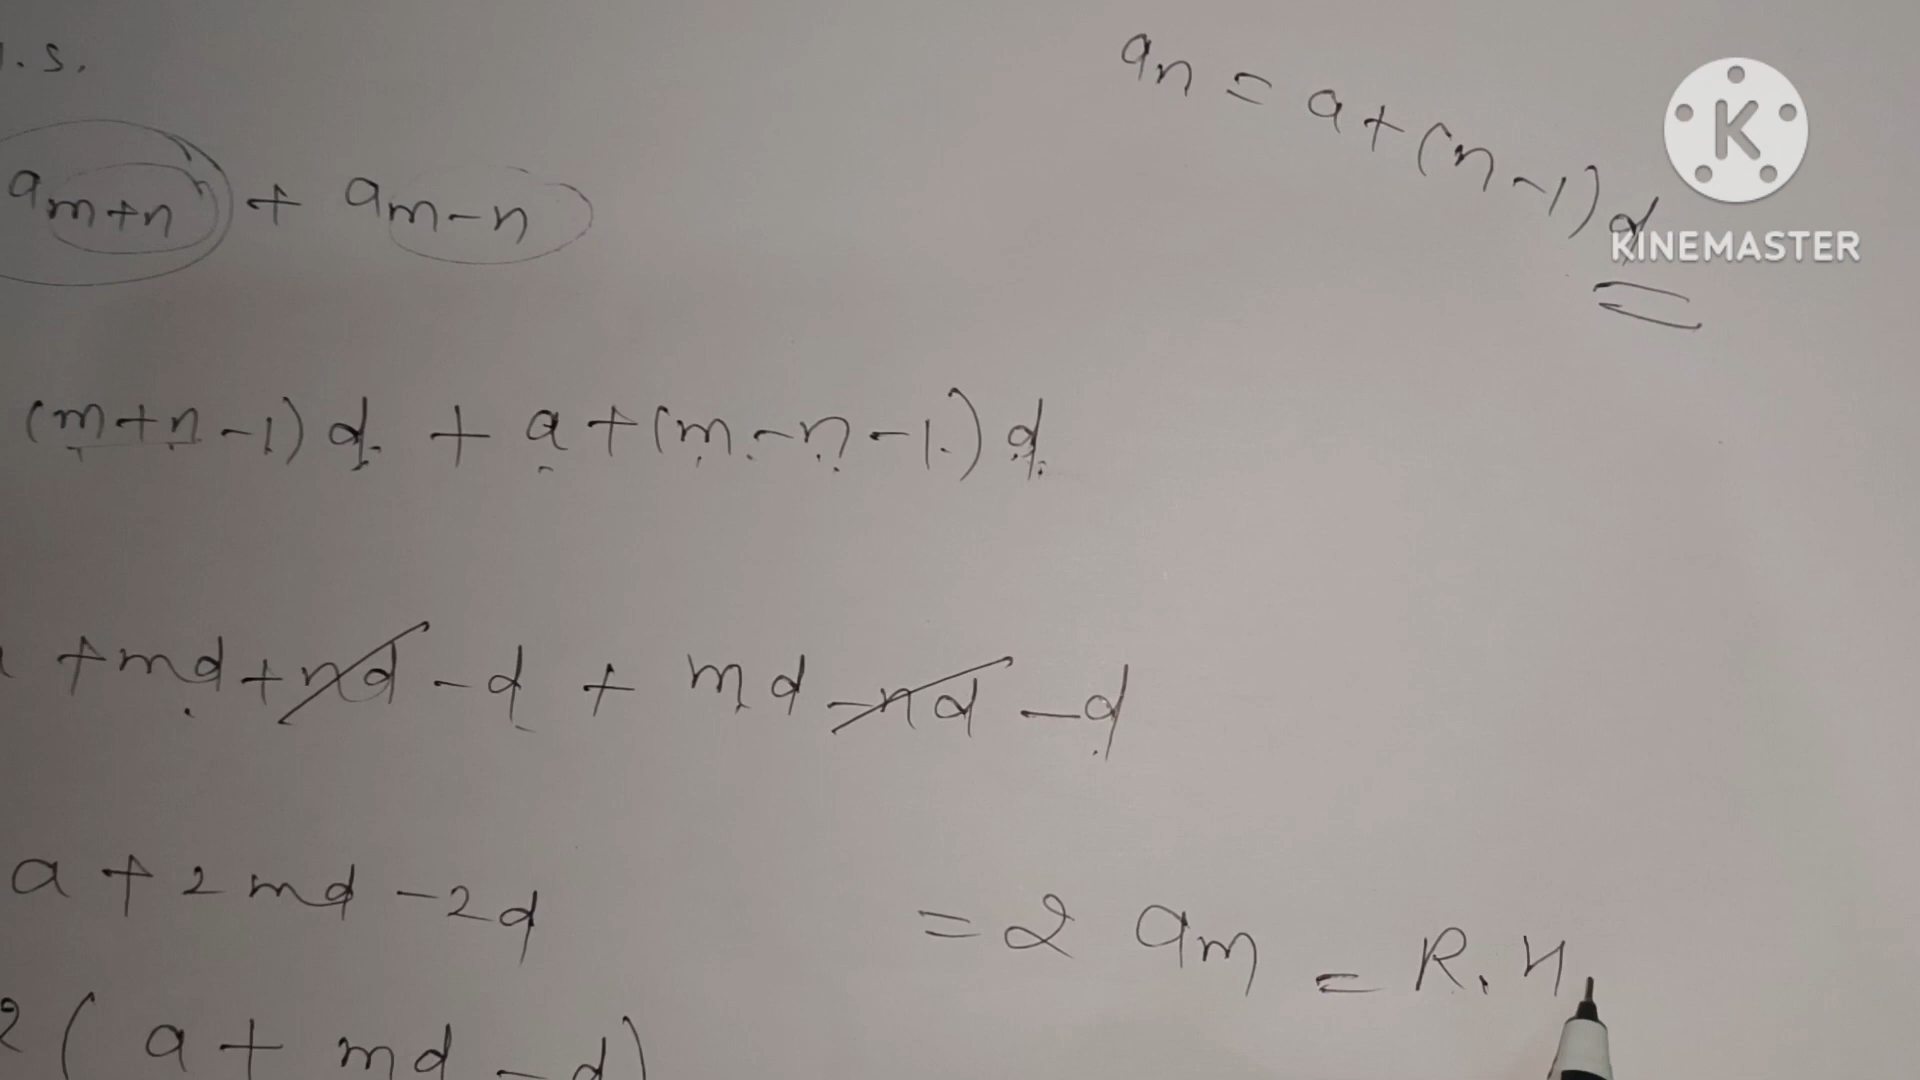 .S.
aₙ = a + (n - 1) d
KINEMASTER
aₘ₊ₙ + aₘ₋ₙ
(m + n - 1) d + a + (m - n - 1) d
+ md + nd - d + md - nd - d
a + 2md - 2d
= 2 aₘ = R.H.
2 ( a + md - d )